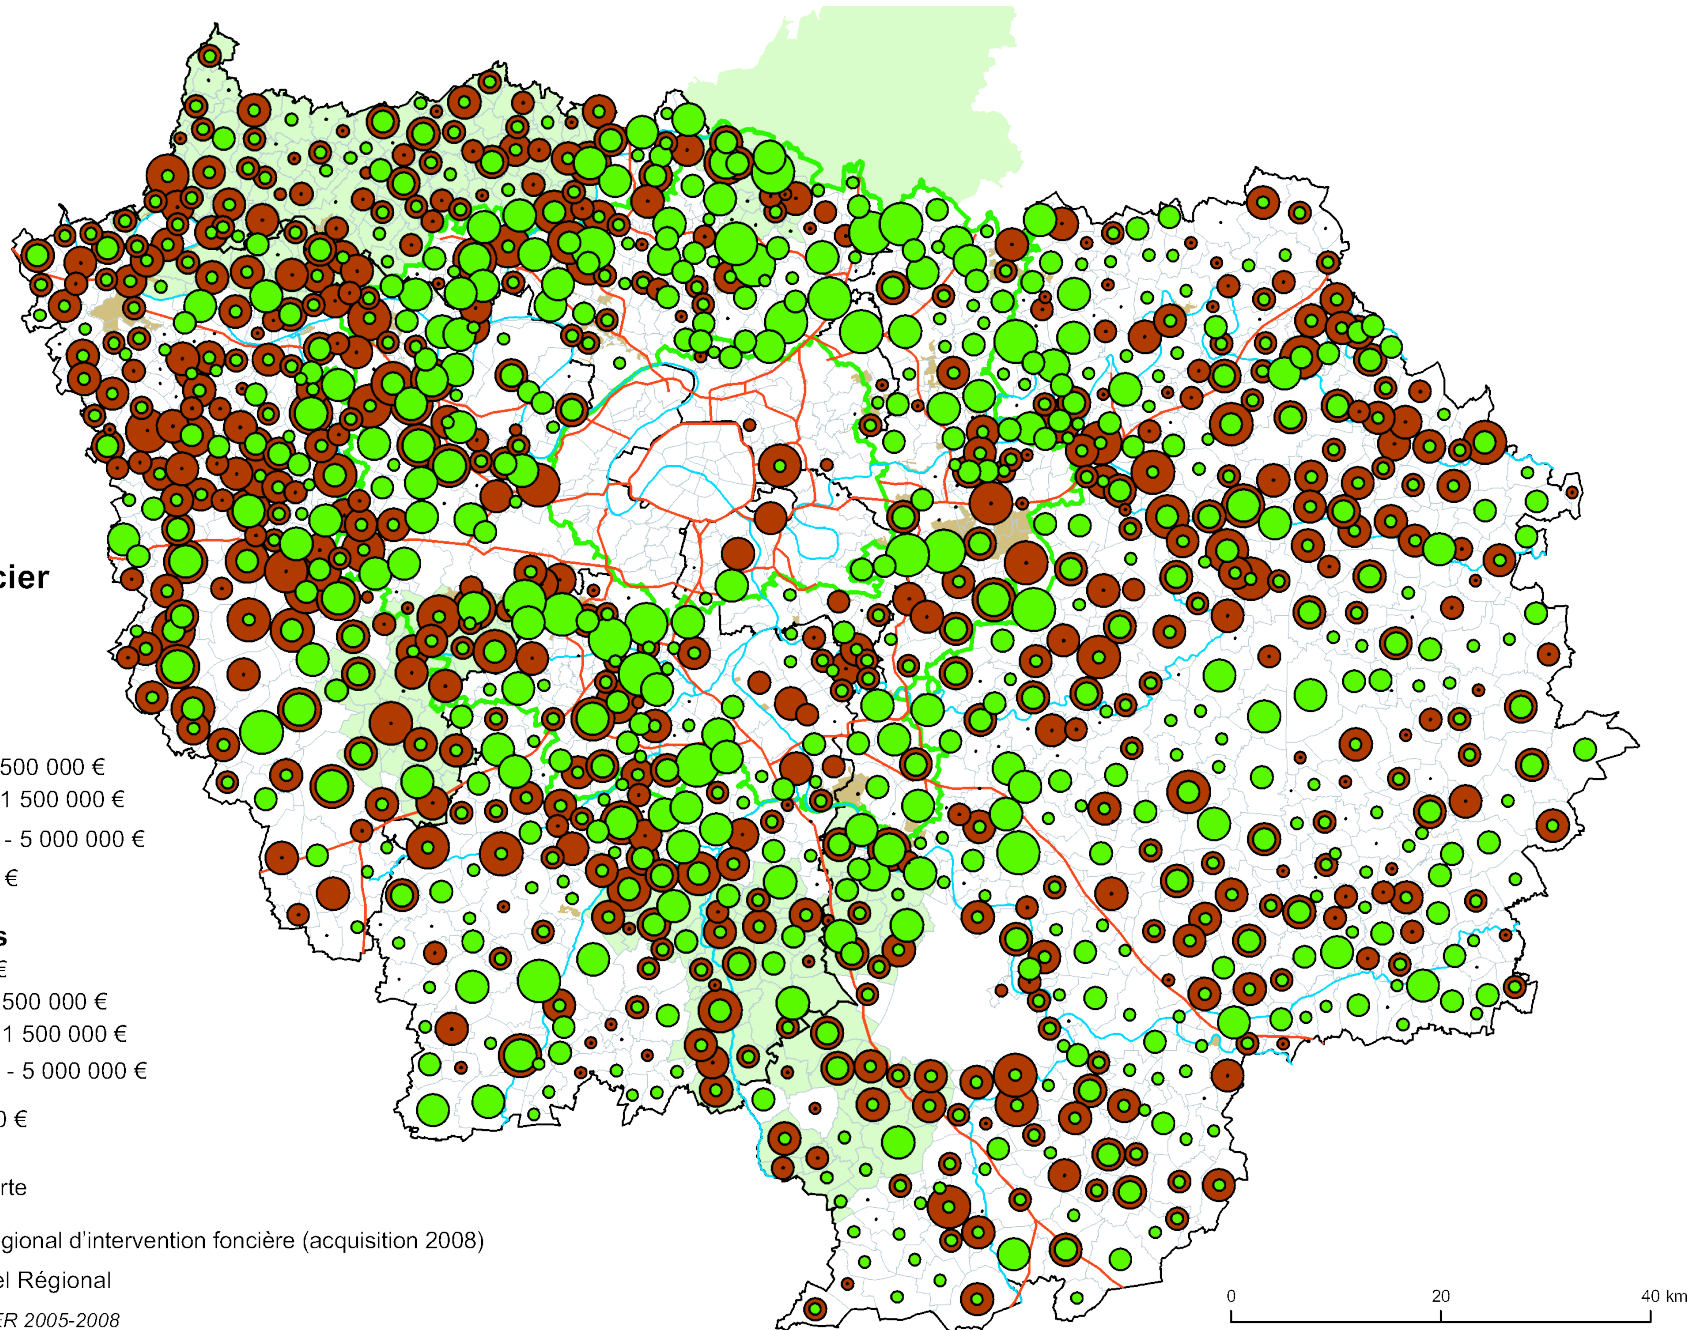 cier
500 000 €
1 500 000 €
- 5 000 000 €
€
s
€
500 000 €
1 500 000 €
- 5 000 000 €
0 €
rte
gional d'intervention foncière (acquisition 2008)
el Régional
ER 2005-2008
0 20 40 km